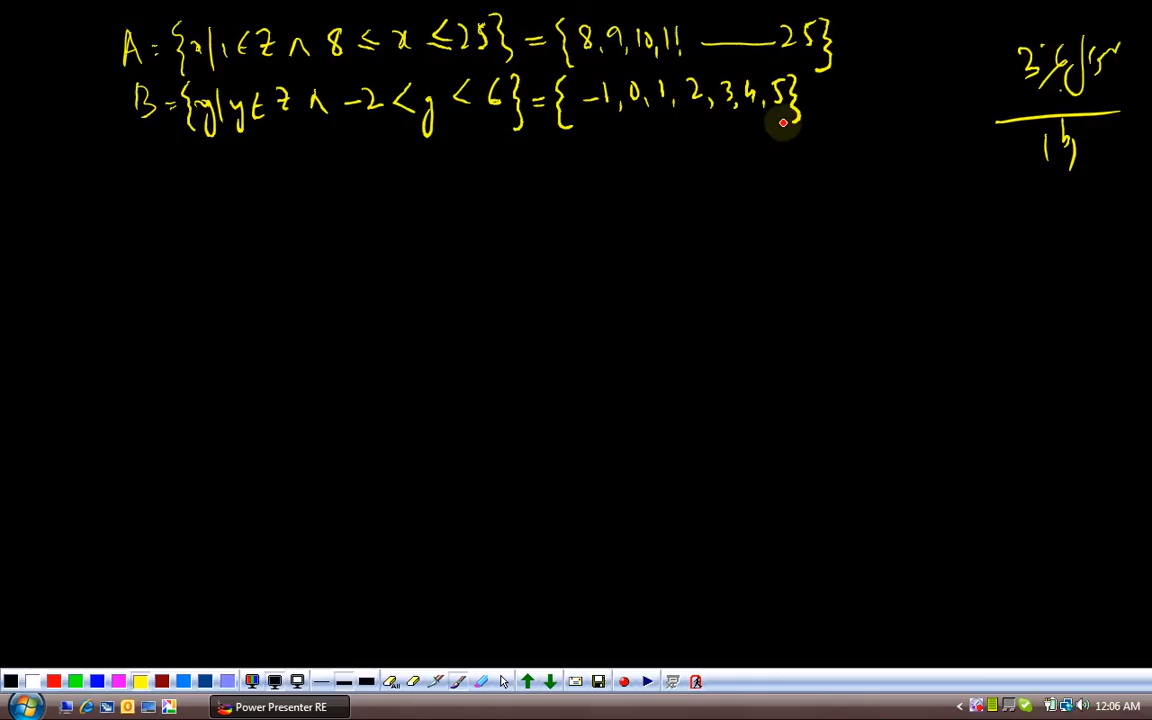 A = {x|x ∈ Z ∧ 8 ≤ x ≤ 25} = {8, 9, 10, 11 —— 25}
B = {y|y ∈ Z ∧ -2 < y < 6} = {-1, 0, 1, 2, 3, 4, 5}
Power Presenter RE
12:06 AM